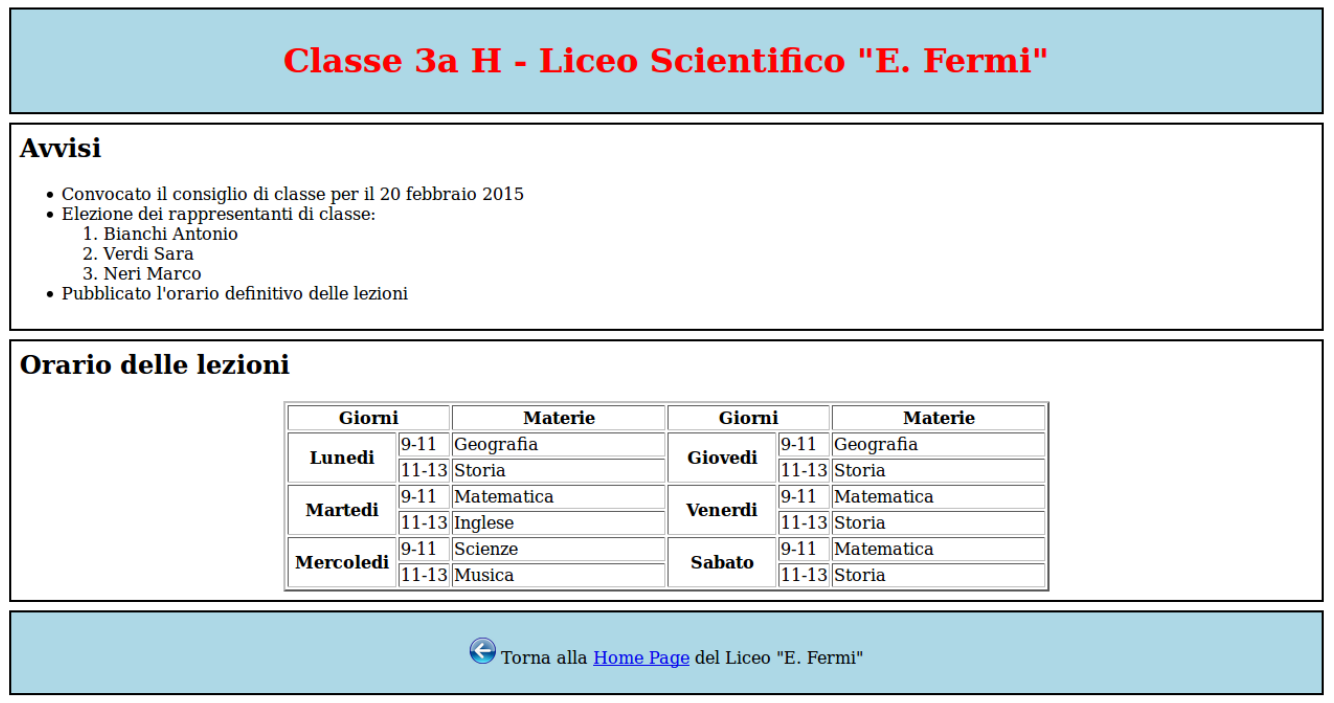 Classe 3a H - Liceo Scientifico "E. Fermi"
Avvisi
• Convocato il consiglio di classe per il 20 febbraio 2015
• Elezione dei rappresentanti di classe:
1. Bianchi Antonio
2. Verdi Sara
3. Neri Marco
• Pubblicato l'orario definitivo delle lezioni
Orario delle lezioni
Giorni Materie Giorni Materie
Lunedi 9-11 Geografia Giovedi 9-11 Geografia
11-13 Storia 11-13 Storia
Martedi 9-11 Matematica Venerdi 9-11 Matematica
11-13 Inglese 11-13 Storia
Mercoledi 9-11 Scienze Sabato 9-11 Matematica
11-13 Musica 11-13 Storia
Torna alla Home Page del Liceo "E. Fermi"